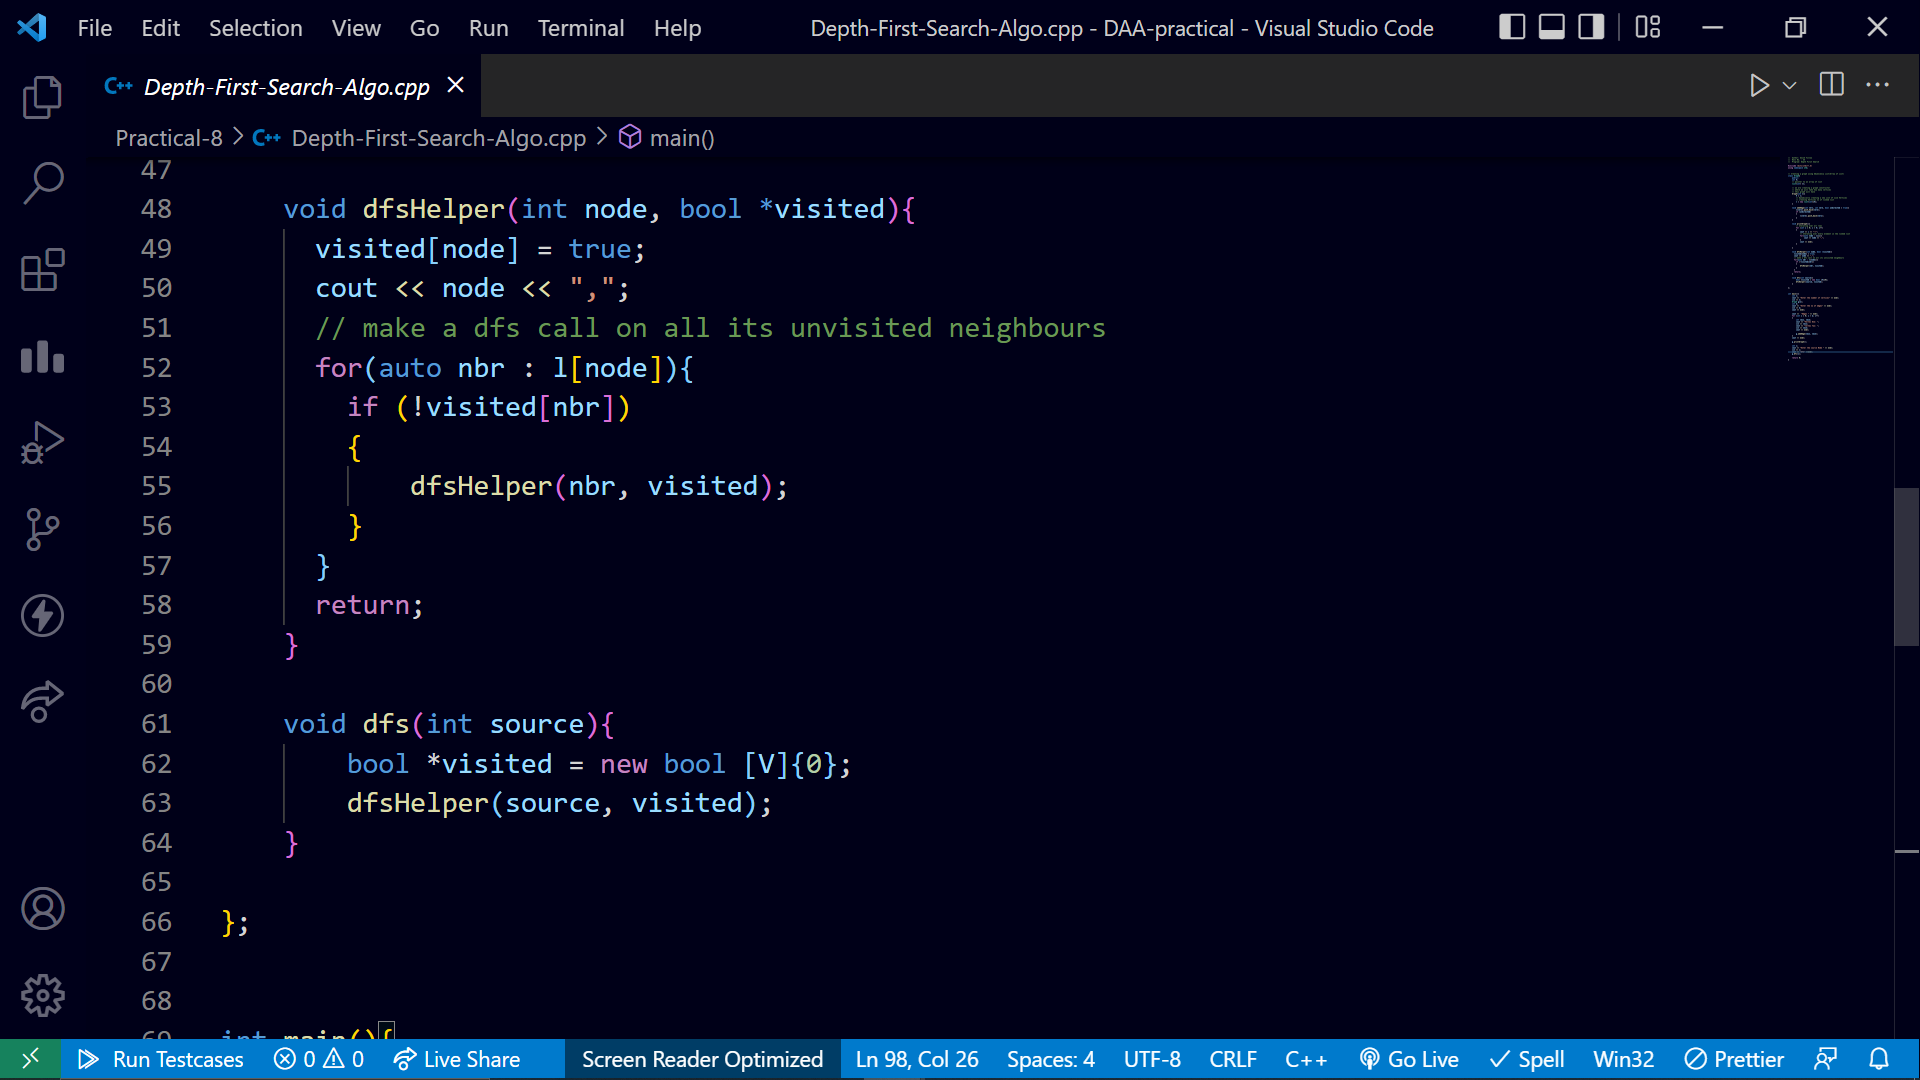 File Edit Selection View Go Run Terminal Help Depth-First-Search-Algo.cpp - DAA-practical - Visual Studio Code
C++ Depth-First-Search-Algo.cpp
Practical-8 > C++ Depth-First-Search-Algo.cpp > main()
47
48 void dfsHelper(int node, bool *visited){
49 visited[node] = true;
50 cout << node << ",";
51 // make a dfs call on all its unvisited neighbours
52 for(auto nbr : l[node]){
53 if (!visited[nbr])
54 {
55 dfsHelper(nbr, visited);
56 }
57 }
58 return;
59 }
60
61 void dfs(int source){
62 bool *visited = new bool [V]{0};
63 dfsHelper(source, visited);
64 }
65
66 };
67
68
69 int main(){
Run Testcases 0 0 Live Share Screen Reader Optimized Ln 98, Col 26 Spaces: 4 UTF-8 CRLF C++ Go Live Spell Win32 Prettier